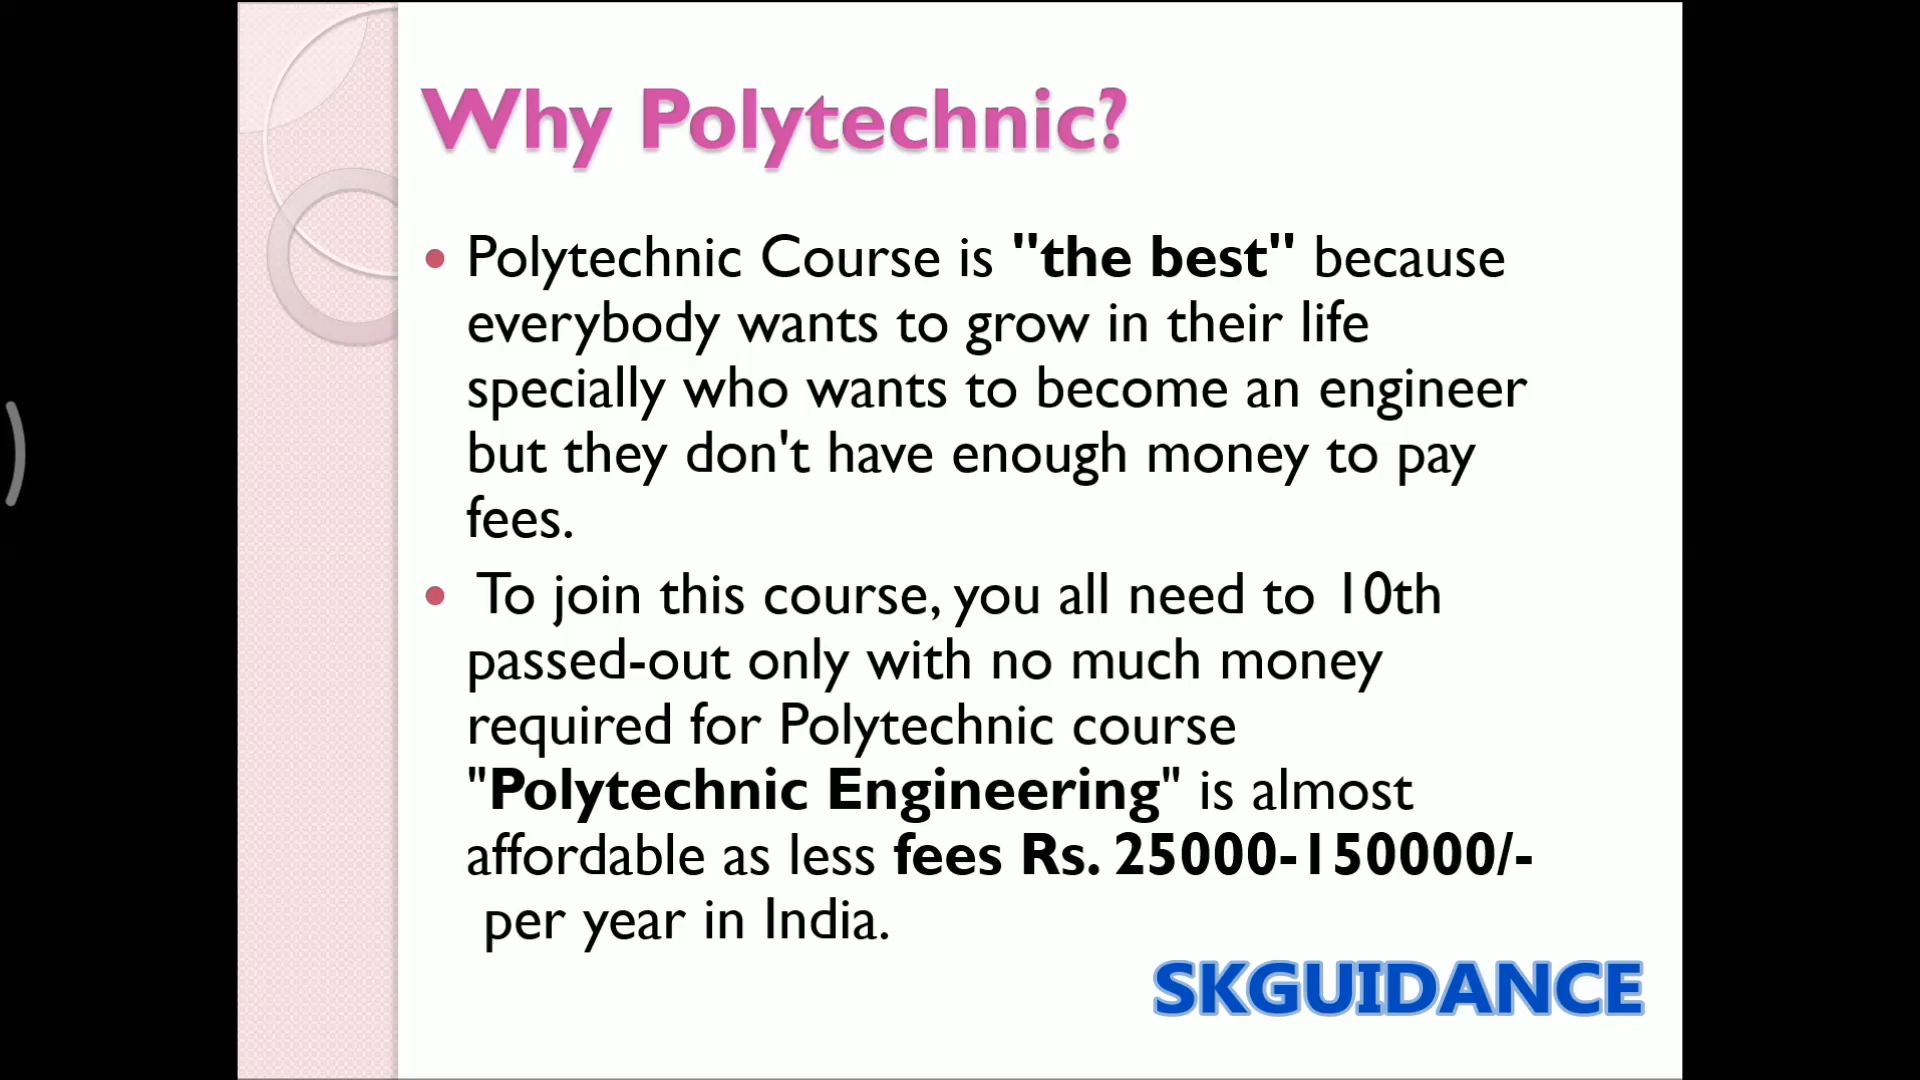 Why Polytechnic?
Polytechnic Course is "the best" because
everybody wants to grow in their life
specially who wants to become an engineer
but they don't have enough money to pay
fees.
To join this course, you all need to 10th
passed-out only with no much money
required for Polytechnic course
"Polytechnic Engineering" is almost
affordable as less fees Rs. 25000-150000/-
per year in India.
SKGUIDANCE